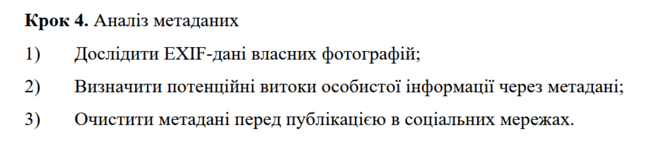 Крок 4. Аналіз метаданих
1) Дослідити EXIF-дані власних фотографій;
2) Визначити потенційні витоки особистої інформації через метадані;
3) Очистити метадані перед публікацією в соціальних мережах.